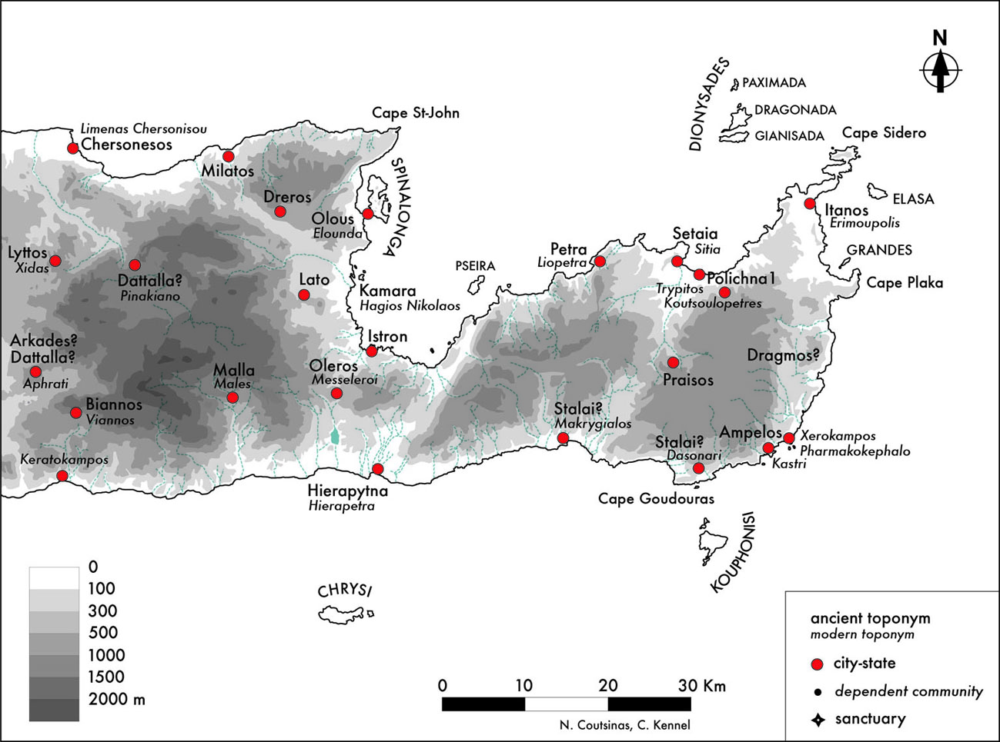 N
DIONYSADES
PAXIMADA
DRAGONADA
GIANISADA
Cape St-John
Cape Sidero
Limenas Chersonisou
Chersonesos
Milatos
SPINALONGA
Dreros
Olous
Elounda
ELASA
Itanos
Erimoupolis
Setaia
Sitia
Petra
Liopetra
GRANDES
Lyttos
Xidas
PSEIRA
Dattalla?
Pinakiano
Lato
Polichna1
Cape Plaka
Trypitos
Koutsoulopetres
Kamara
Hagios Nikolaos
Istron
Arkades?
Dattalla?
Aphrati
Malla
Males
Oleros
Messeleroi
Dragmos?
Praisos
Biannos
Viannos
Stalai?
Makrygialos
Ampelos
Xerokampos
Pharmakokephalo
Stalai?
Dasonari
Kastri
Keratokampos
Hierapytna
Hierapetra
Cape Goudouras
KOUPHONISI
CHRYSI
0
100
300
500
1000
1500
2000 m
ancient toponym
modern toponym
city-state
dependent community
sanctuary
0 10 20 30 Km
N. Coutsinas, C. Kennel